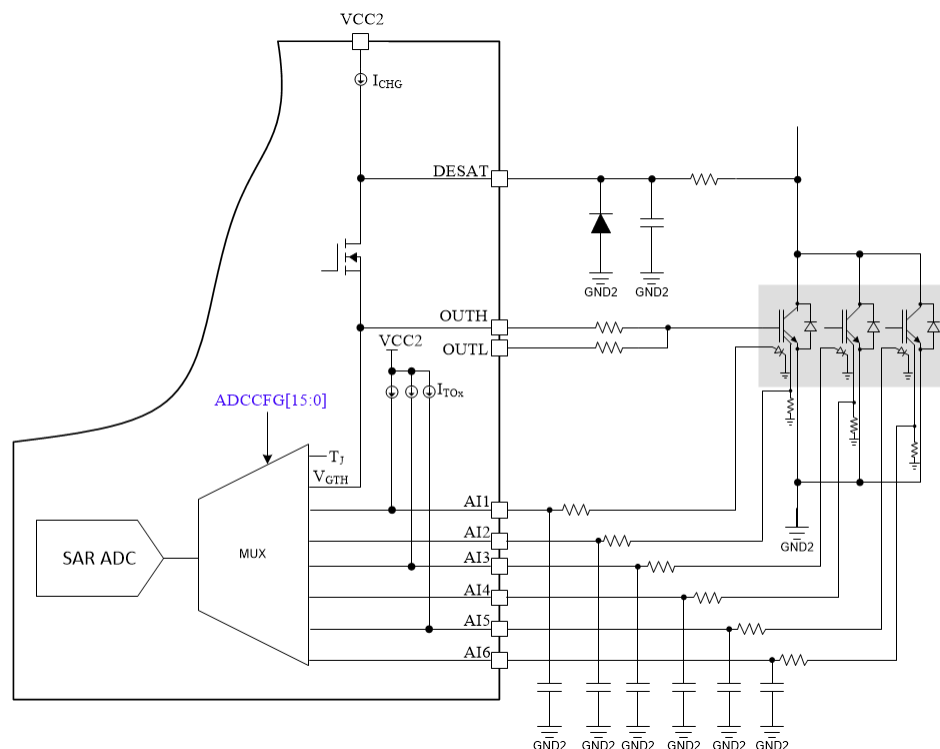 VCC2
ICHG
DESAT
GND2 GND2
OUTH
VCC2
OUTL
ITOx
ADCCFG[15:0]
TJ
VGTH
AI1
AI2
GND2
SAR ADC
MUX
AI3
AI4
AI5
AI6
GND2 GND2 GND2 GND2 GND2 GND2